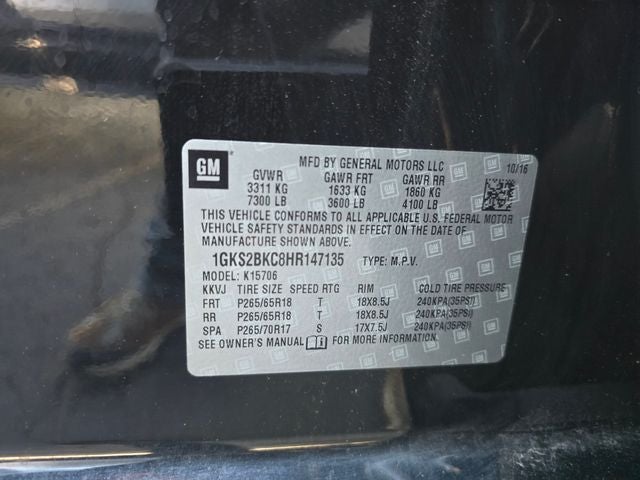 GM
MFD BY GENERAL MOTORS LLC 10/16
GVWR GAWR FRT GAWR RR
3311 KG 1633 KG 1860 KG
7300 LB 3600 LB 4100 LB
THIS VEHICLE CONFORMS TO ALL APPLICABLE U.S. FEDERAL MOTOR
VEHICLE SAFETY STANDARDS IN EFFECT ON THE DATE OF
MANUFACTURE SHOWN ABOVE.
1GKS2BKC8HR147135 TYPE: M.P.V.
MODEL: K15706
KKVJ TIRE SIZE SPEED RTG RIM COLD TIRE PRESSURE
FRT P265/65R18 T 18X8.5J 240KPA(35PSI)
RR P265/65R18 T 18X8.5J 240KPA(35PSI)
SPA P265/70R17 S 17X7.5J 240KPA(35PSI)
SEE OWNER'S MANUAL FOR MORE INFORMATION.